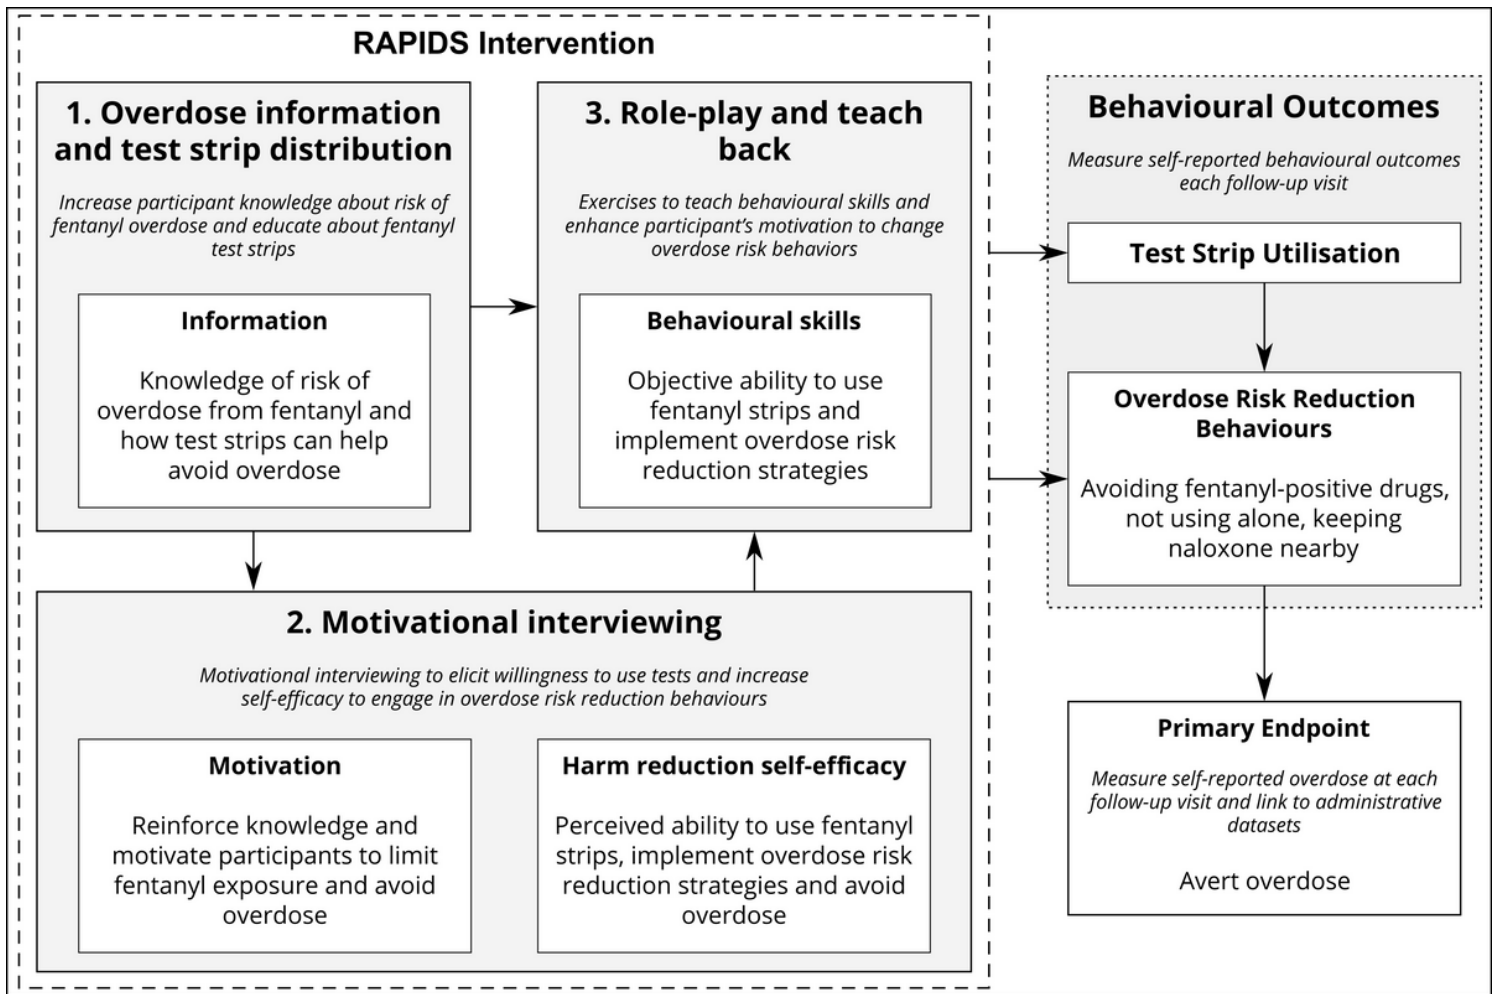 RAPIDS Intervention
1. Overdose information
and test strip distribution
Increase participant knowledge about risk of
fentanyl overdose and educate about fentanyl
test strips
Information
Knowledge of risk of
overdose from fentanyl and
how test strips can help
avoid overdose
3. Role-play and teach
back
Exercises to teach behavioural skills and
enhance participant's motivation to change
overdose risk behaviors
Behavioural skills
Objective ability to use
fentanyl strips and
implement overdose risk
reduction strategies
2. Motivational interviewing
Motivational interviewing to elicit willingness to use tests and increase
self-efficacy to engage in overdose risk reduction behaviours
Motivation
Reinforce knowledge and
motivate participants to limit
fentanyl exposure and avoid
overdose
Harm reduction self-efficacy
Perceived ability to use fentanyl
strips, implement overdose risk
reduction strategies and avoid
overdose
Behavioural Outcomes
Measure self-reported behavioural outcomes
each follow-up visit
Test Strip Utilisation
Overdose Risk Reduction
Behaviours
Avoiding fentanyl-positive drugs,
not using alone, keeping
naloxone nearby
Primary Endpoint
Measure self-reported overdose at each
follow-up visit and link to administrative
datasets
Avert overdose